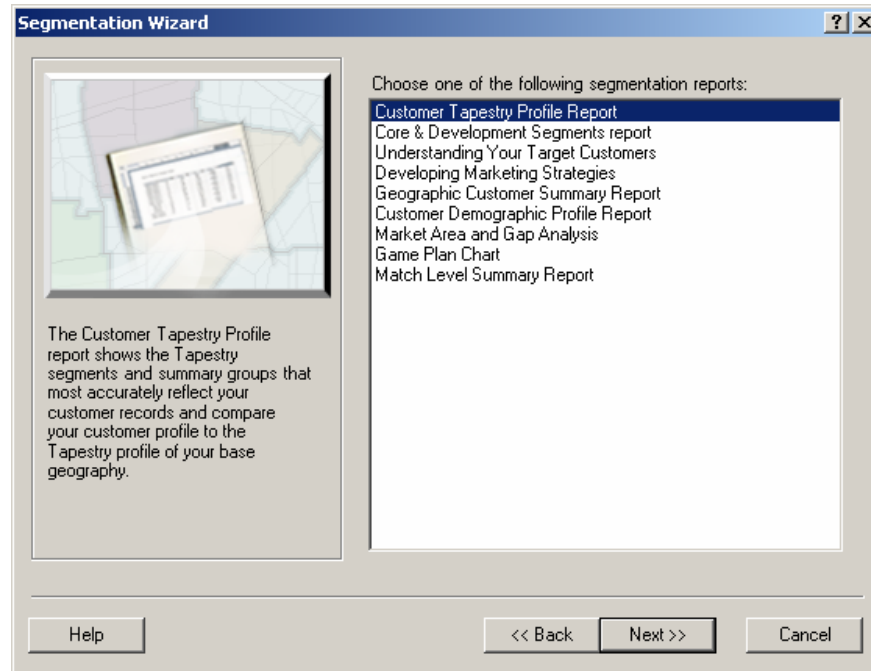 Segmentation Wizard
? X
Choose one of the following segmentation reports:
Customer Tapestry Profile Report
Core & Development Segments report
Understanding Your Target Customers
Developing Marketing Strategies
Geographic Customer Summary Report
Customer Demographic Profile Report
Market Area and Gap Analysis
Game Plan Chart
Match Level Summary Report
The Customer Tapestry Profile
report shows the Tapestry
segments and summary groups that
most accurately reflect your
customer records and compare
your customer profile to the
Tapestry profile of your base
geography.
Help
<< Back
Next >>
Cancel